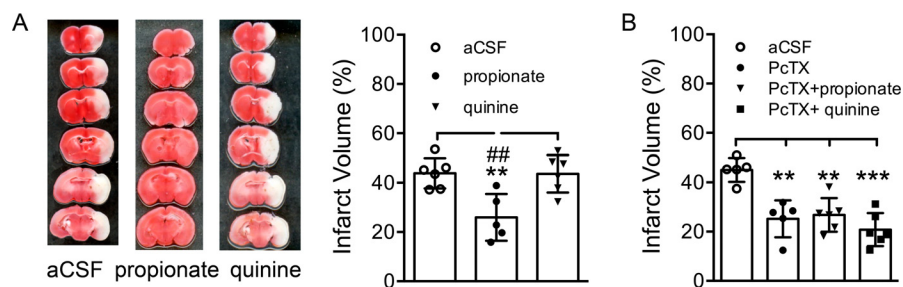 A
aCSF propionate quinine
Infarct Volume (%)
100
80
60
40
20
0
aCSF
propionate
quinine
##
**
B
Infarct Volume (%)
100
80
60
40
20
0
aCSF
PcTX
PcTX+propionate
PcTX+ quinine
** ** ***